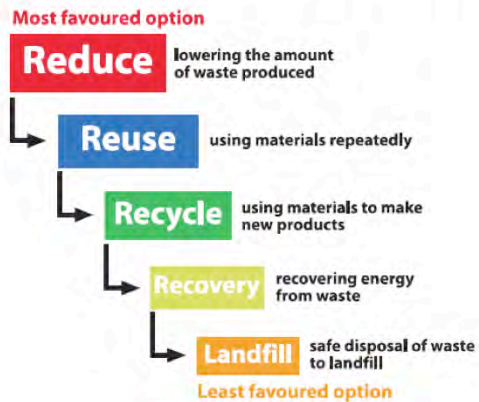 Most favoured option
Reduce
lowering the amount
of waste produced
Reuse
using materials repeatedly
Recycle
using materials to make
new products
Recovery
recovering energy
from waste
Landfill
safe disposal of waste
to landfill
Least favoured option